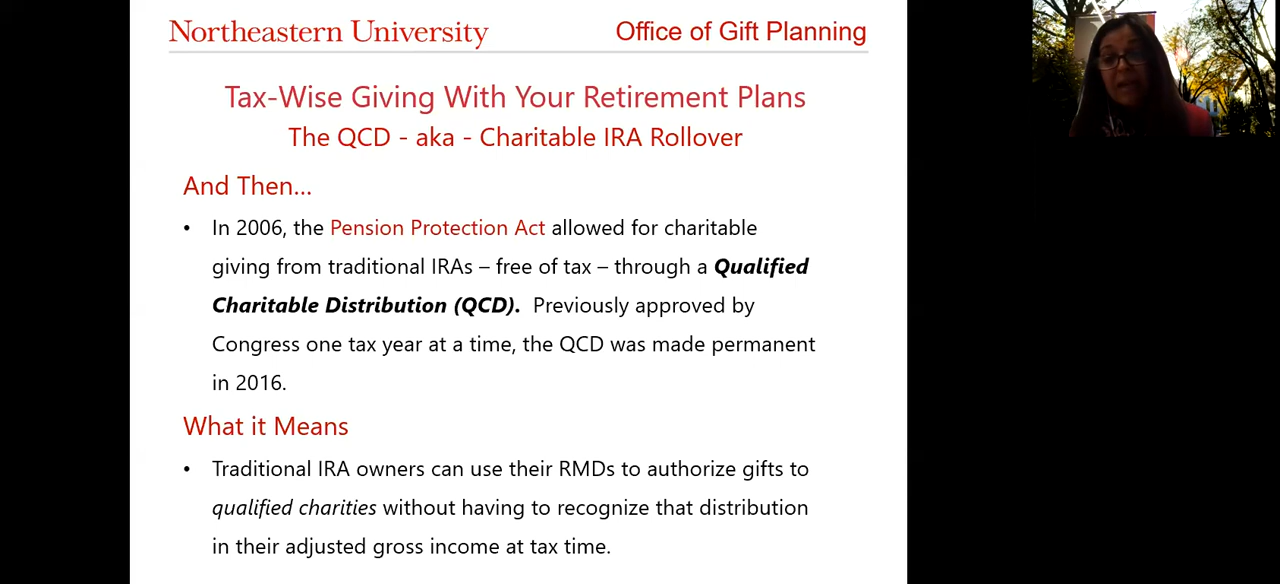 Northeastern University Office of Gift Planning
Tax-Wise Giving With Your Retirement Plans
The QCD - aka - Charitable IRA Rollover
And Then...
• In 2006, the Pension Protection Act allowed for charitable
giving from traditional IRAs – free of tax – through a Qualified
Charitable Distribution (QCD). Previously approved by
Congress one tax year at a time, the QCD was made permanent
in 2016.
What it Means
• Traditional IRA owners can use their RMDs to authorize gifts to
qualified charities without having to recognize that distribution
in their adjusted gross income at tax time.